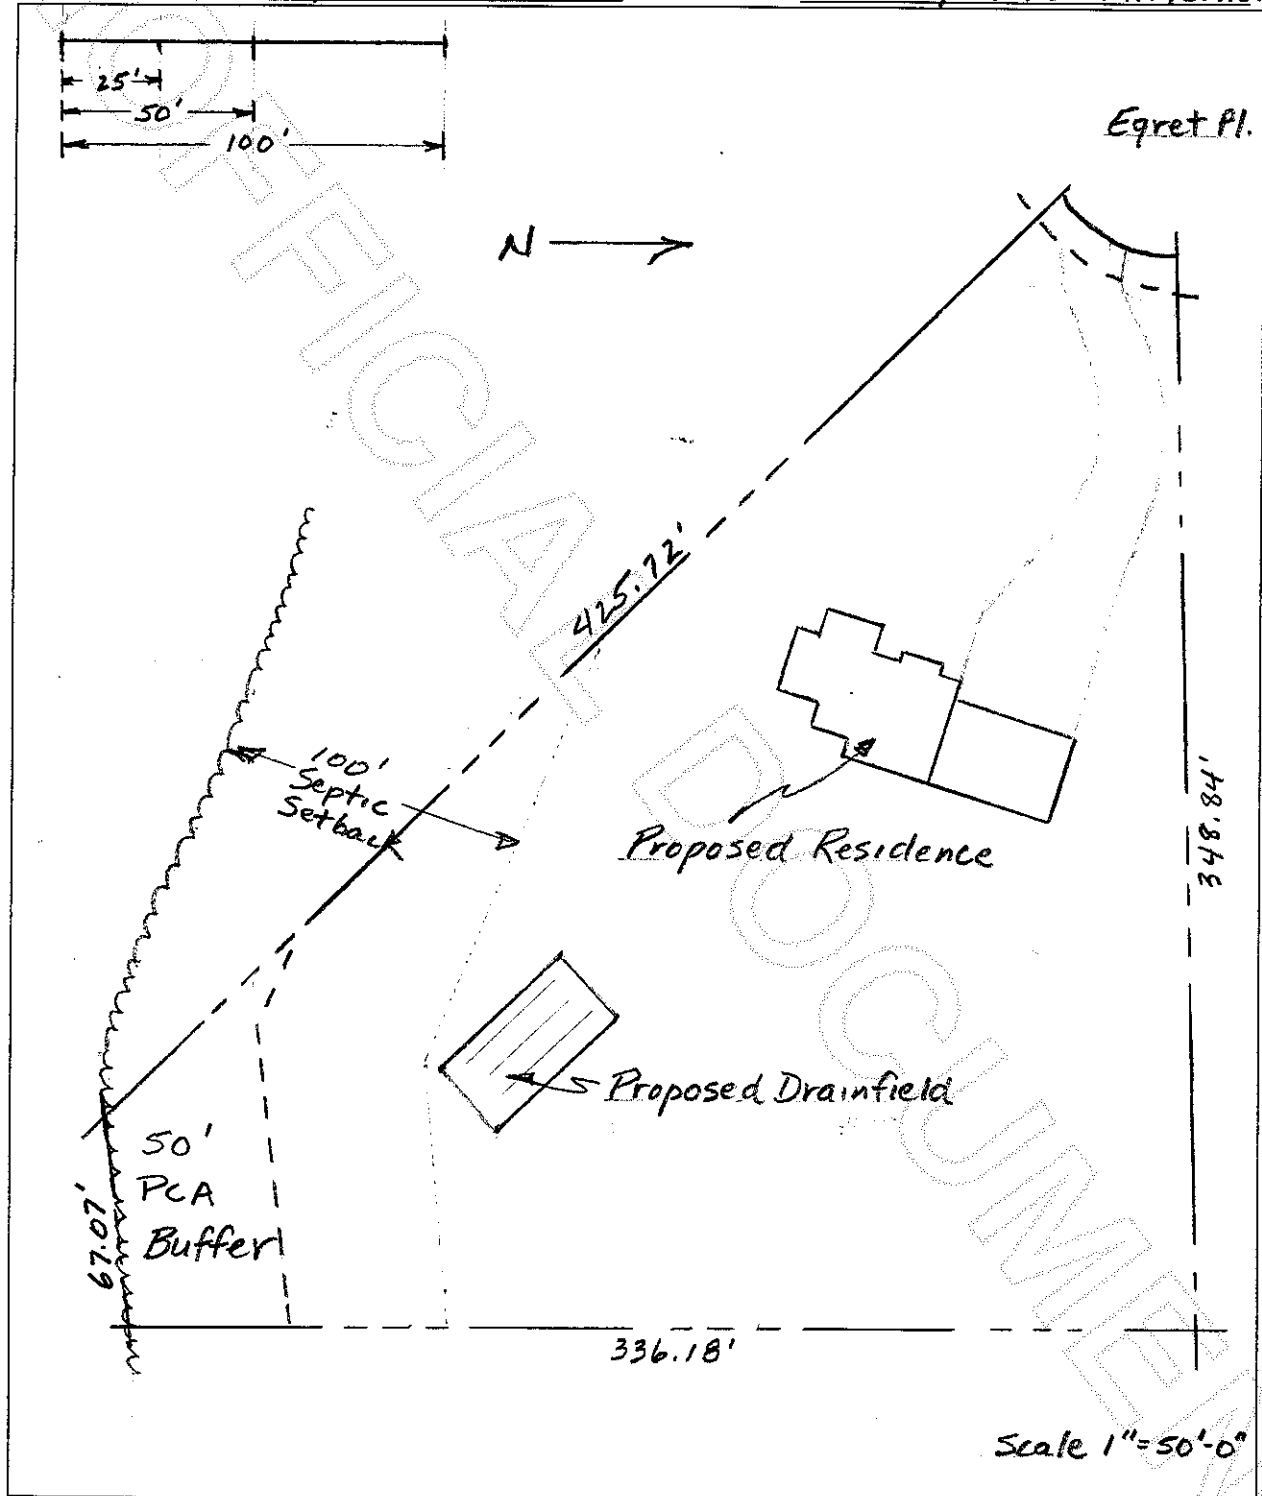 25'
50'
100'
Egret Pl.
N
425.72'
100'
Septic
Setback
Proposed Residence
348.84'
Proposed Drainfield
50'
PCA
Buffer
67.07'
336.18'
Scale 1"=50'-0"
OFFICIAL DOCUMEN